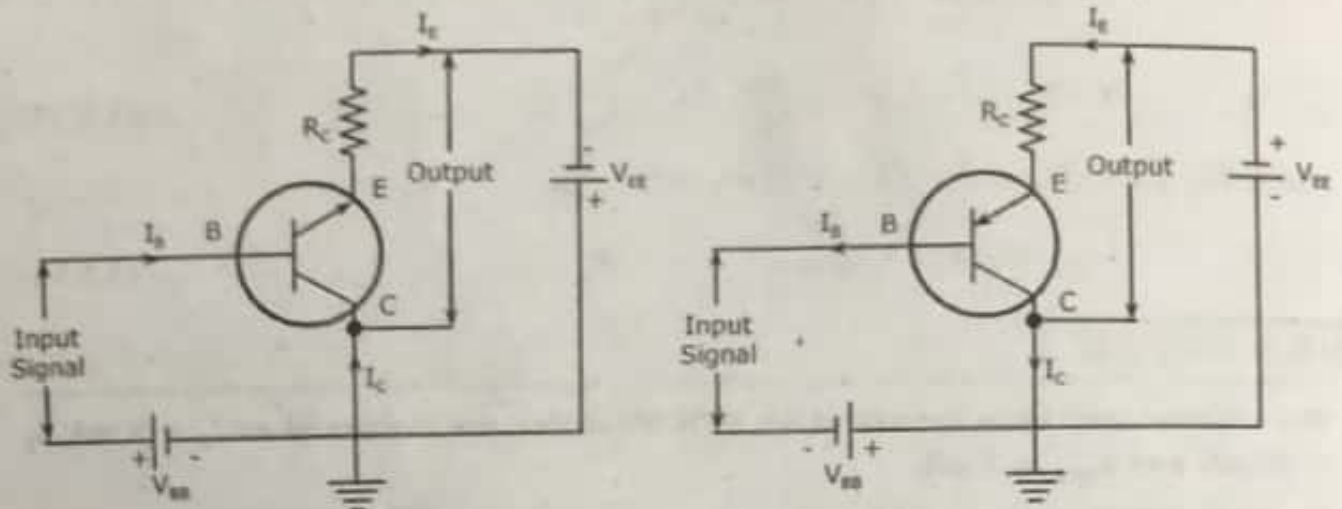 I_E
R_C
E
Output
-
V_EE
+
I_B
B
C
Input
Signal
I_C
+
-
V_BB
I_E
R_C
E
Output
+
V_EE
-
I_B
B
C
Input
Signal
I_C
-
+
V_BB